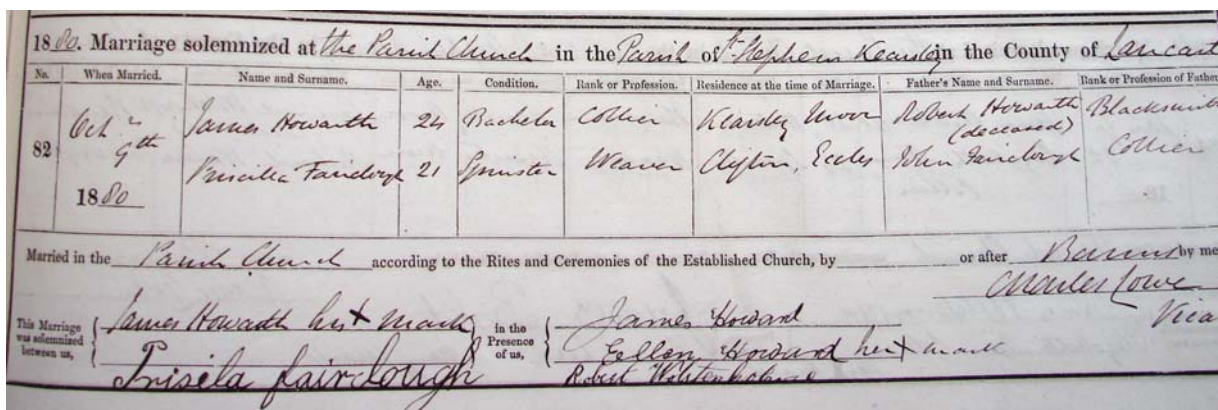 1880. Marriage solemnized at the Parish Church in the Parish of St. Stephen Kearsley in the County of Lancast
No. When Married. Name and Surname. Age. Condition. Rank or Profession. Residence at the time of Marriage. Father's Name and Surname. Rank or Profession of Father
82 Oct 9th 1880
James Howarth 24 Bachelor Collier Kearsley Moor Robert Howarth (deceased) Blacksmith
Priscilla Fairclough 21 Spinster Weaver Clifton, Eccles John Fairclough Collier
Married in the Parish Church according to the Rites and Ceremonies of the Established Church, by or after Banns by me
Charles Lowe
Vica
This Marriage was solemnized between us,
James Howarth his X mark
Prisela fairclough
in the Presence of us,
James Howard
Ellen Howard her X mark
Robert Wolstenholme